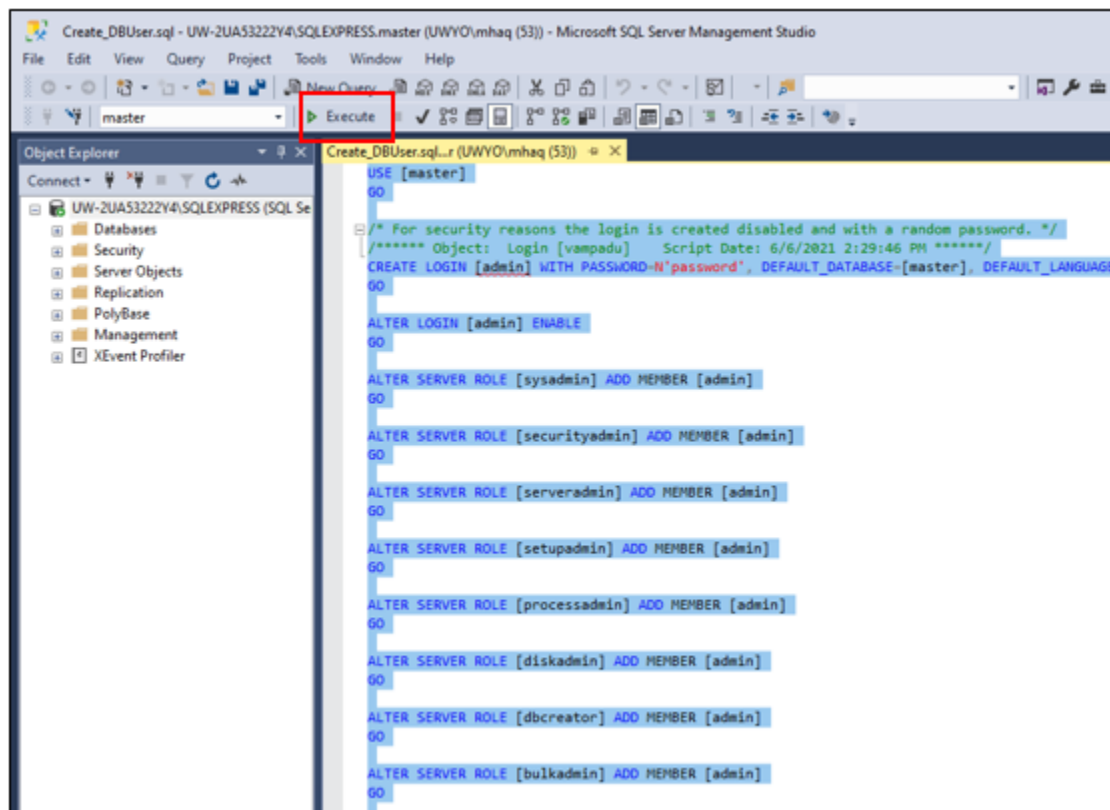 Create_DBUser.sql - UW-2UA53222Y4\SQLEXPRESS.master (UWYO\mhaq (53)) - Microsoft SQL Server Management Studio
File Edit View Query Project Tools Window Help
New Query
master
Execute
Object Explorer
Connect
UW-2UA53222Y4\SQLEXPRESS (SQL Se
Databases
Security
Server Objects
Replication
PolyBase
Management
XEvent Profiler
Create_DBUser.sql...r (UWYO\mhaq (53))
USE [master]
GO
/* For security reasons the login is created disabled and with a random password. */
/****** Object: Login [vampadu] Script Date: 6/6/2021 2:29:46 PM ******/
CREATE LOGIN [admin] WITH PASSWORD=N'password', DEFAULT_DATABASE=[master], DEFAULT_LANGUAGE
GO
ALTER LOGIN [admin] ENABLE
GO
ALTER SERVER ROLE [sysadmin] ADD MEMBER [admin]
GO
ALTER SERVER ROLE [securityadmin] ADD MEMBER [admin]
GO
ALTER SERVER ROLE [serveradmin] ADD MEMBER [admin]
GO
ALTER SERVER ROLE [setupadmin] ADD MEMBER [admin]
GO
ALTER SERVER ROLE [processadmin] ADD MEMBER [admin]
GO
ALTER SERVER ROLE [diskadmin] ADD MEMBER [admin]
GO
ALTER SERVER ROLE [dbcreator] ADD MEMBER [admin]
GO
ALTER SERVER ROLE [bulkadmin] ADD MEMBER [admin]
GO